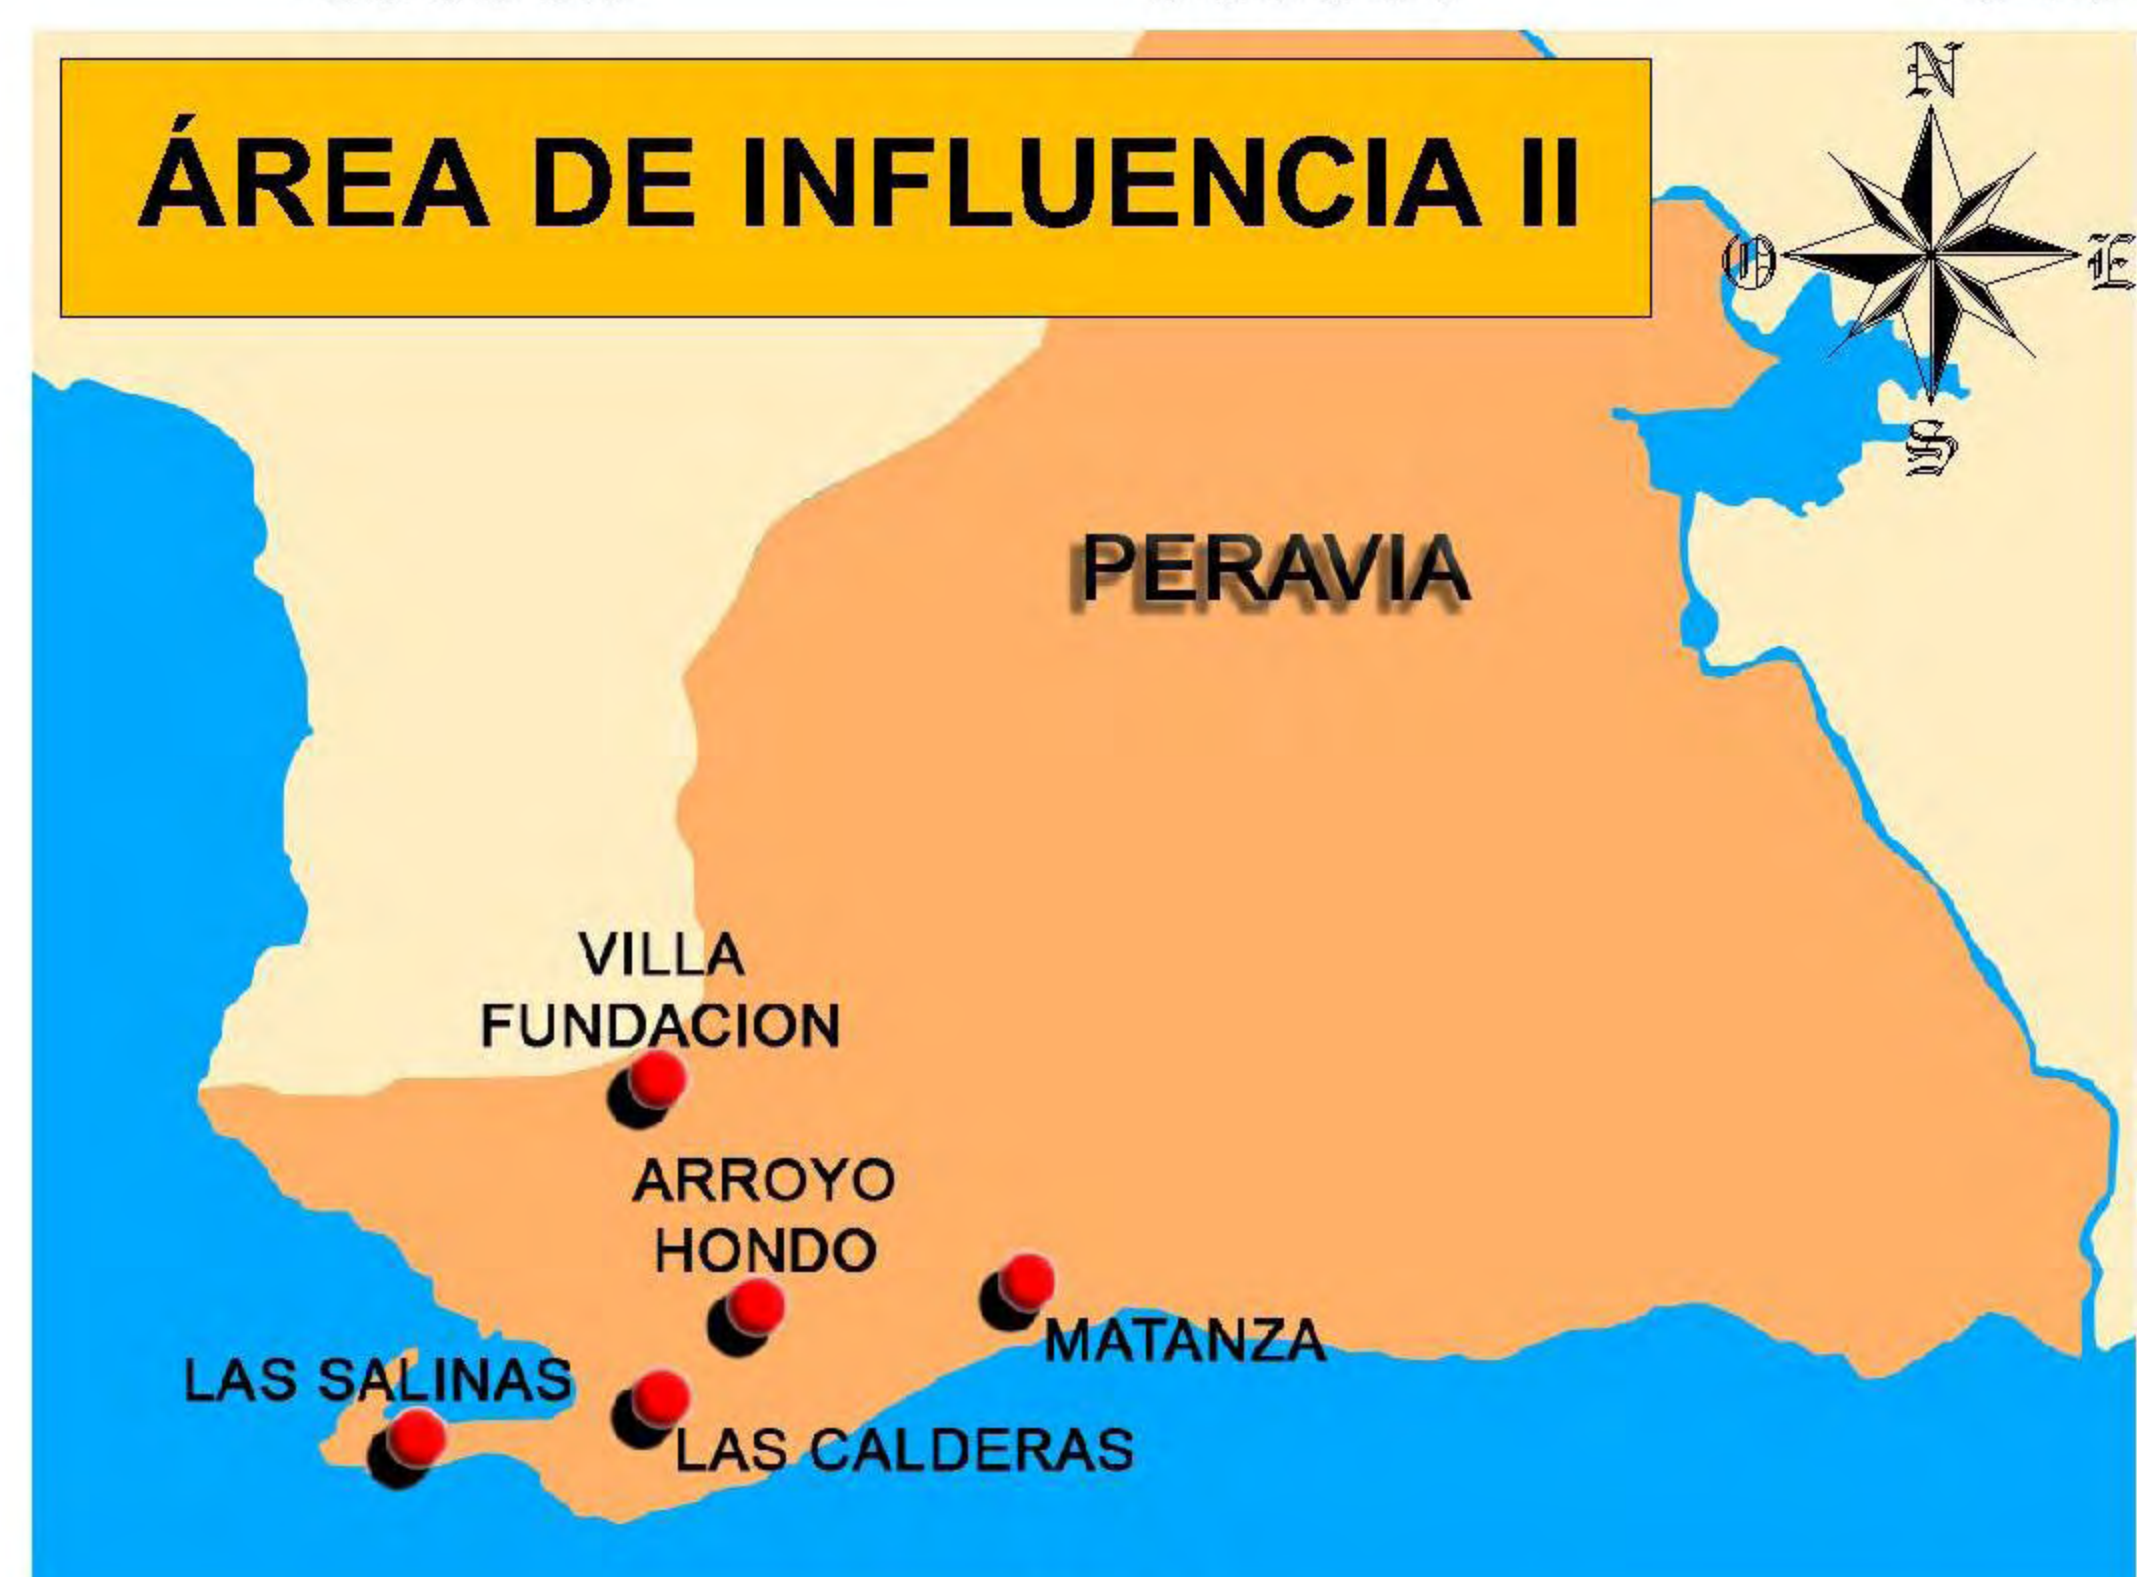 ÁREA DE INFLUENCIA II
N
O
E
S
PERAVIA
VILLA
FUNDACION
ARROYO
HONDO
MATANZA
LAS SALINAS
LAS CALDERAS